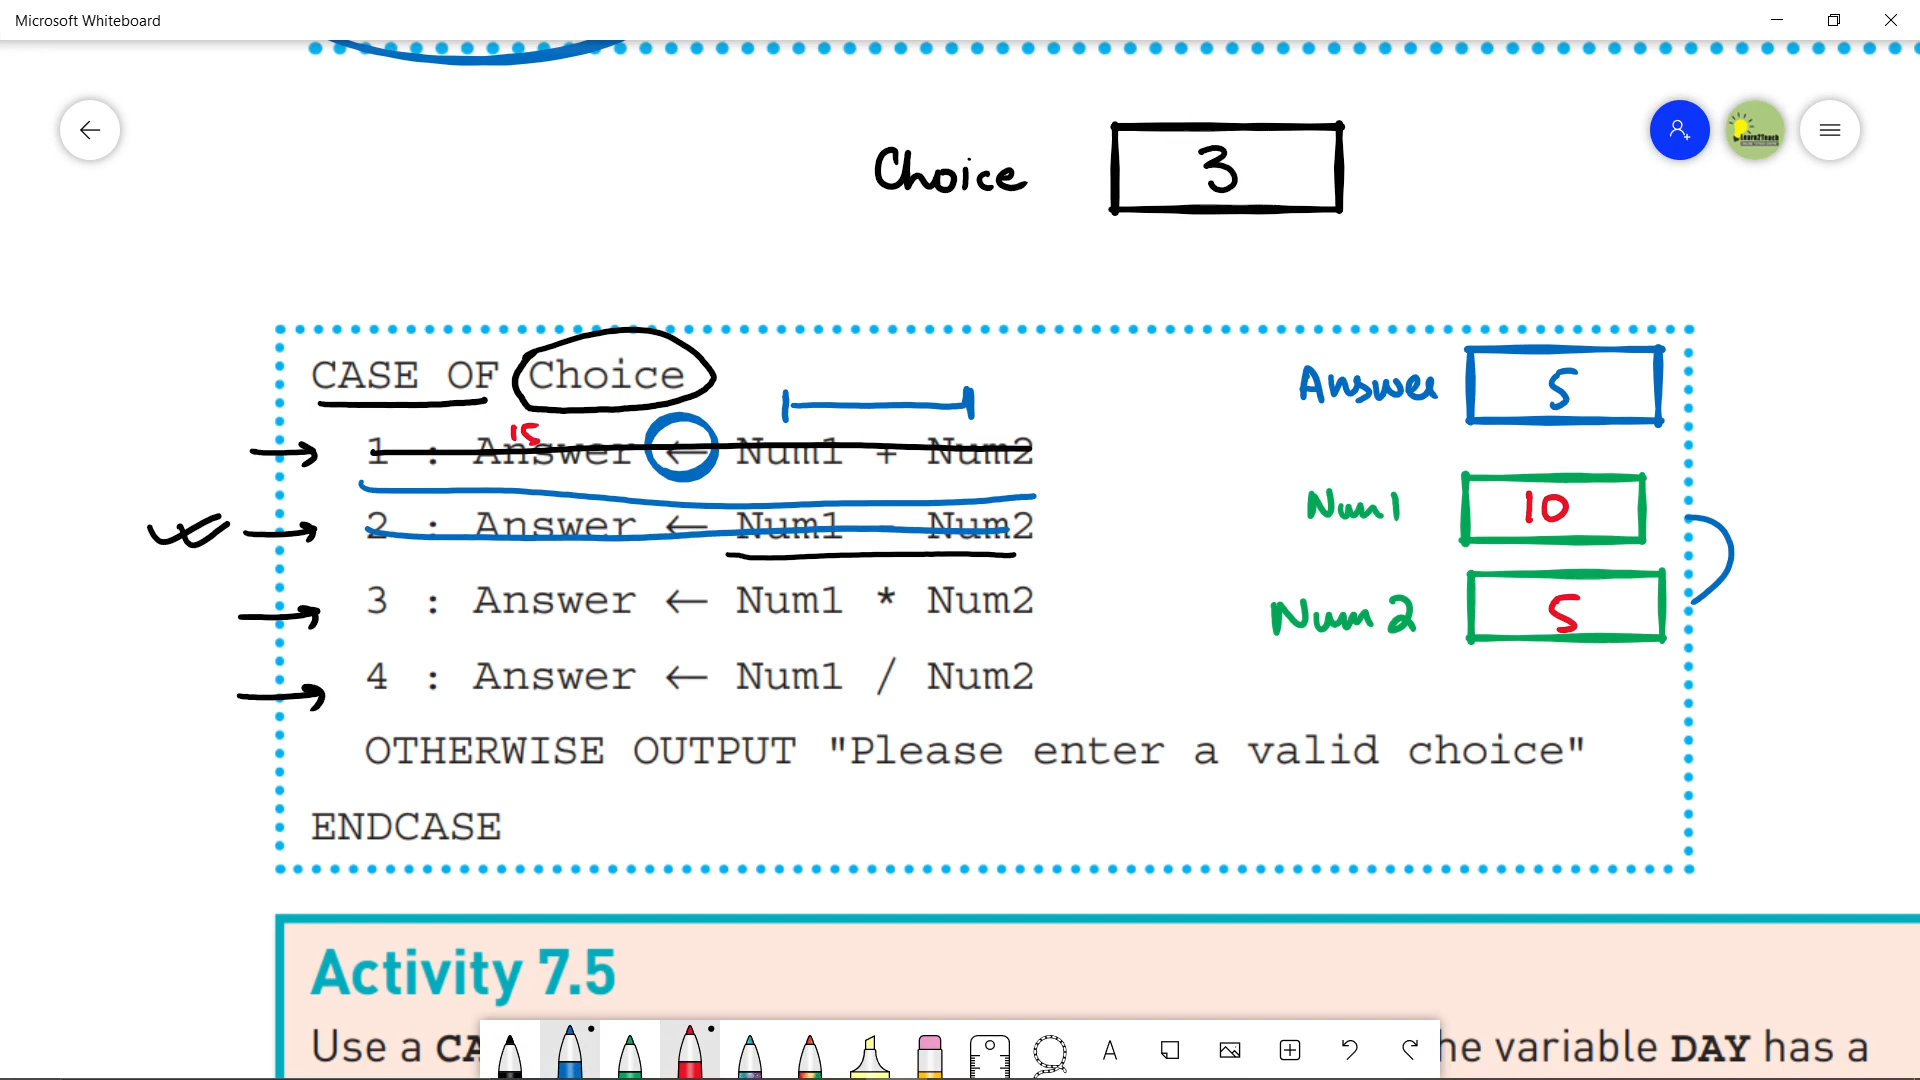 Microsoft Whiteboard
Choice 3
Learn2Teach
CASE OF Choice
Answer 5
15
1 : Answer ← Num1 + Num2
Num1 10
2 : Answer ← Num1 - Num2
3 : Answer ← Num1 * Num2
Num2 5
4 : Answer ← Num1 / Num2
OTHERWISE OUTPUT "Please enter a valid choice"
ENDCASE
Activity 7.5
Use a CA he variable DAY has a